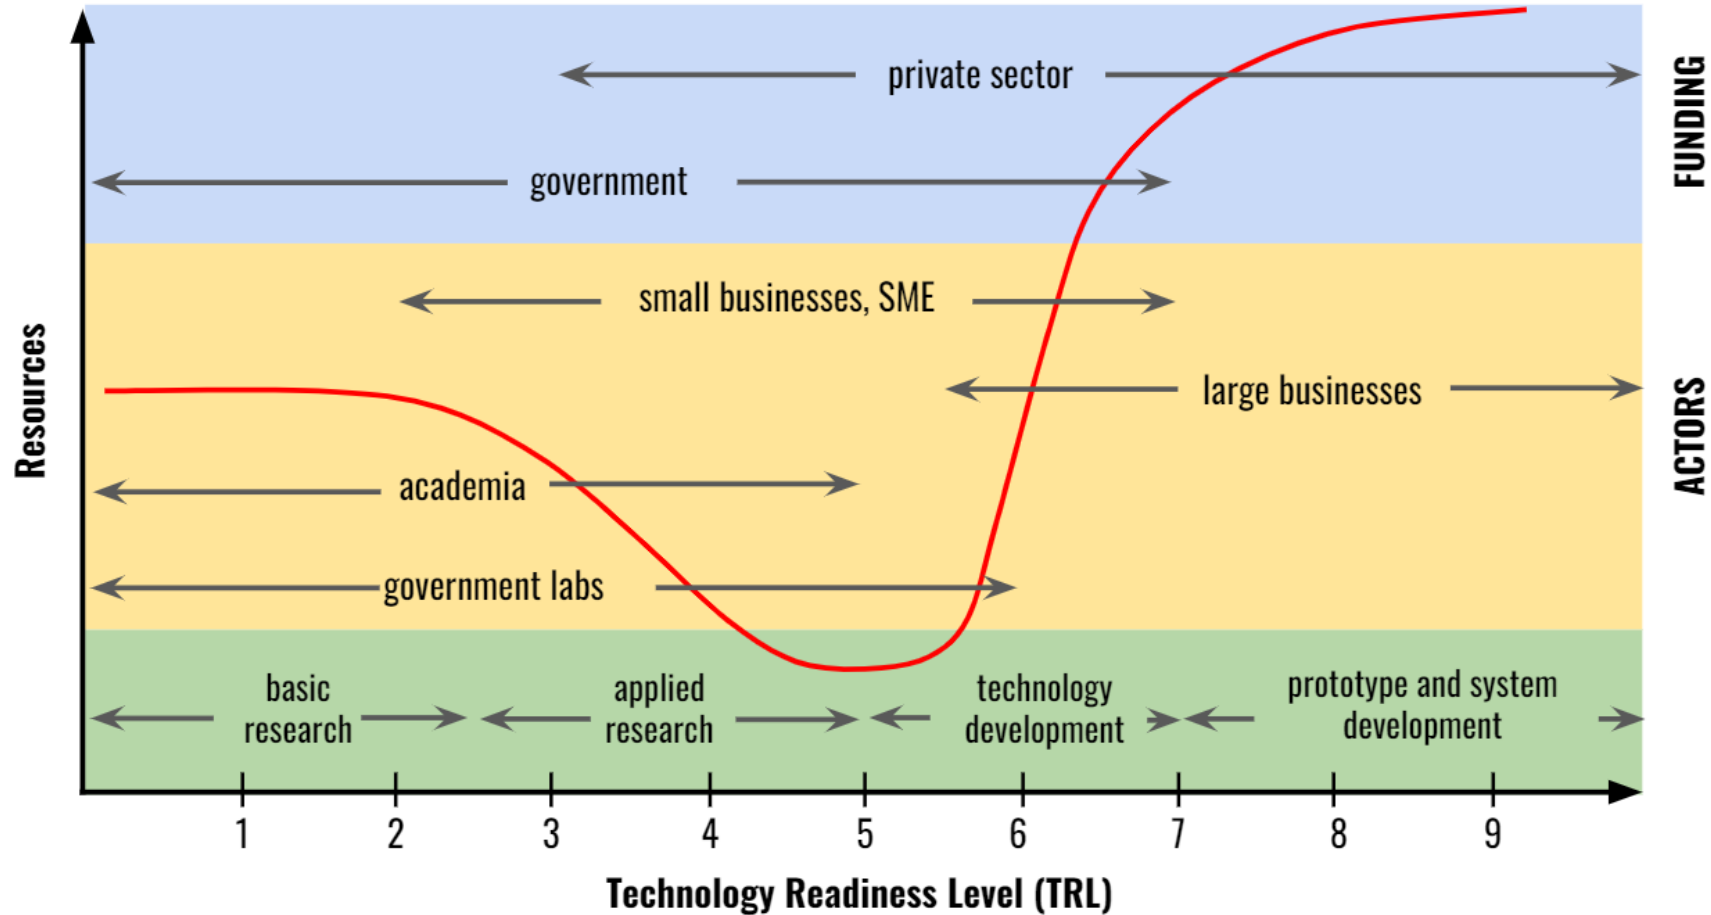 private sector
government
FUNDING
small businesses, SME
large businesses
academia
government labs
ACTORS
Resources
basic
research
applied
research
technology
development
prototype and system
development
1 2 3 4 5 6 7 8 9
Technology Readiness Level (TRL)